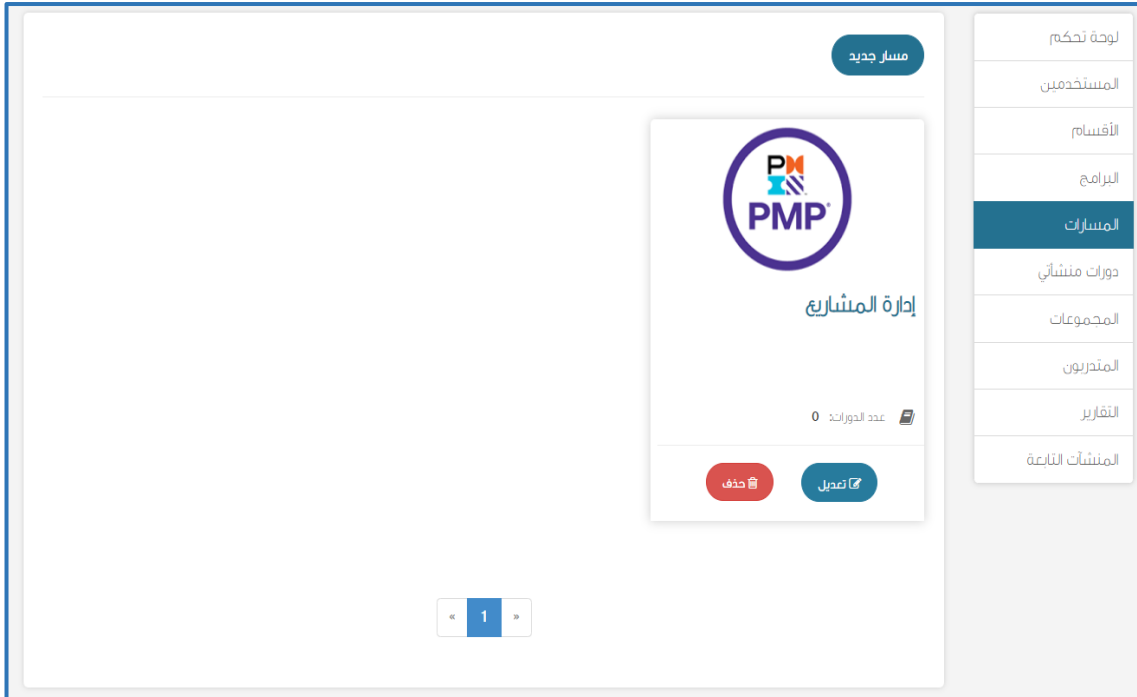 لوحة تحكم
المستخدمين
الأقسام
البرامج
المسارات
دورات منشأتي
المجموعات
المتدربون
التقارير
المنشآت التابعة
مسار جديد
PM
PMP®
إدارة المشاريع
عدد الدورات: 0
تعديل
حذف
« 1 »